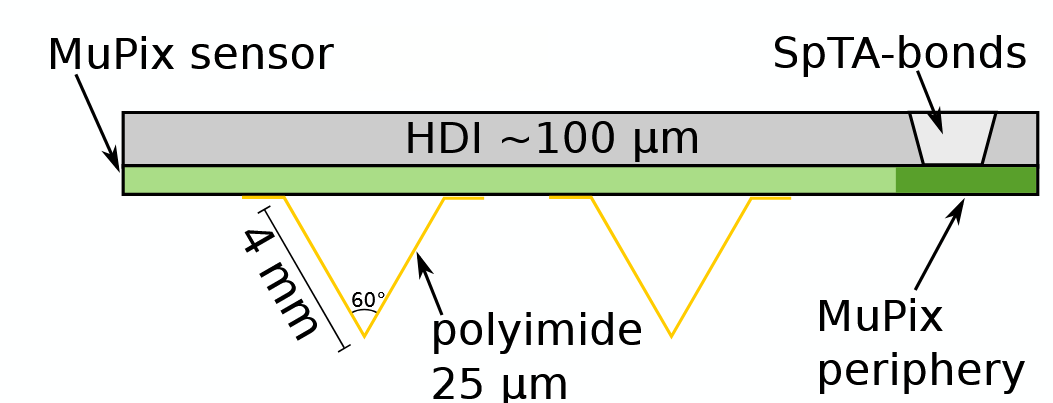 MuPix sensor
SpTA-bonds
HDI ~100 µm
4 mm
60°
polyimide
25 µm
MuPix
periphery